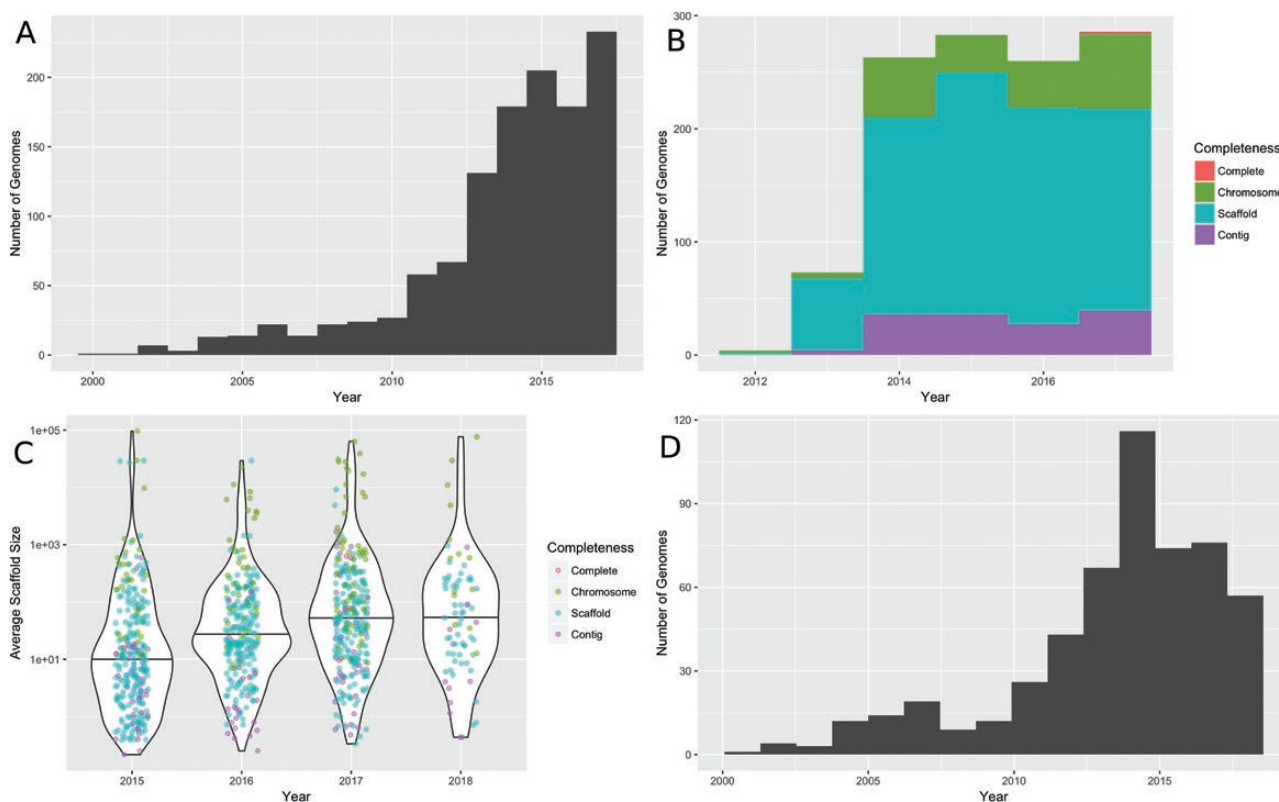 A
Number of Genomes
200
150
100
50
0
2000
2005
2010
2015
Year
B
Number of Genomes
300
200
100
0
2012
2014
2016
Year
Completeness
Complete
Chromosome
Scaffold
Contig
C
Average Scaffold Size
1e+05
1e+03
1e+01
2015
2016
2017
2018
Year
Completeness
Complete
Chromosome
Scaffold
Contig
D
Number of Genomes
120
90
60
30
0
2000
2005
2010
2015
Year